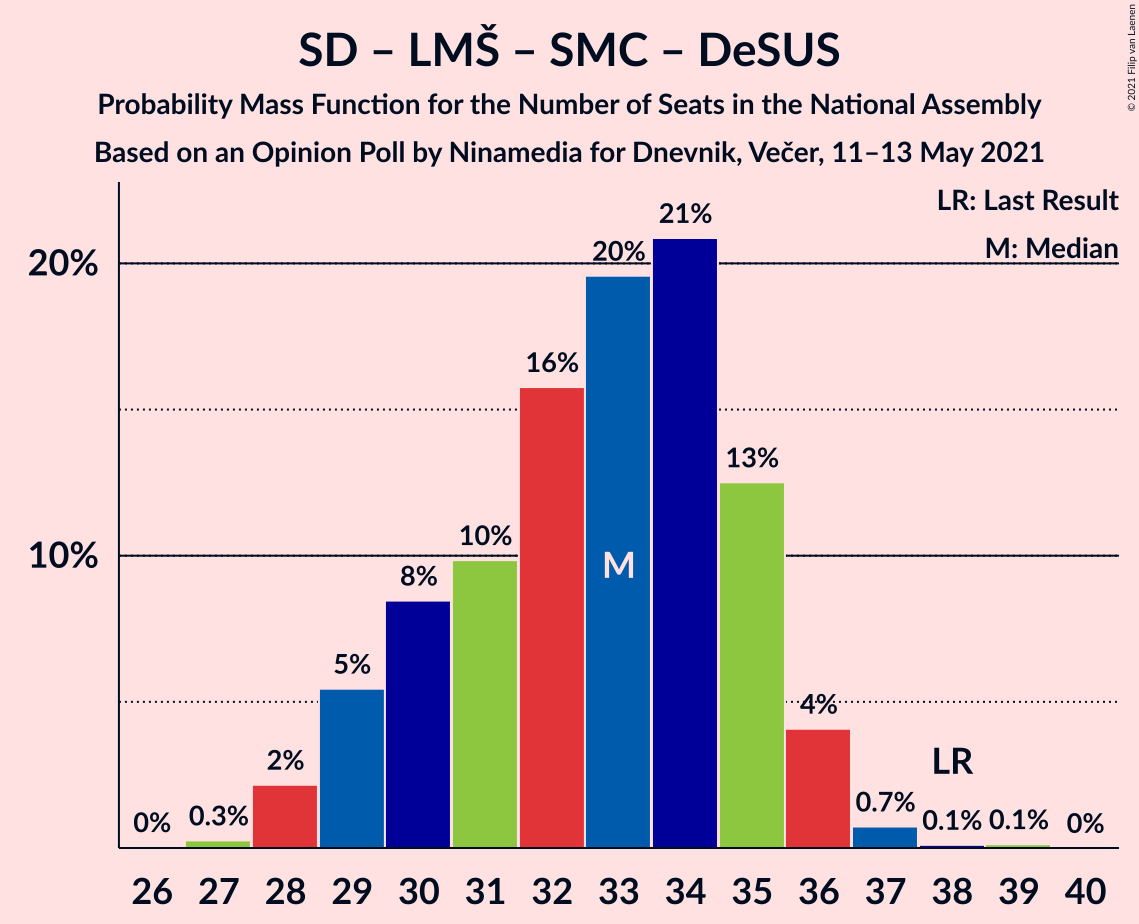 SD – LMŠ – SMC – DeSUS
Probability Mass Function for the Number of Seats in the National Assembly
Based on an Opinion Poll by Ninamedia for Dnevnik, Večer, 11–13 May 2021
© 2021 Filip van Laenen
LR: Last Result
M: Median
20%
10%
0%
0.3%
2%
5%
8%
10%
16%
20%
21%
13%
4%
0.7%
0.1%
0.1%
0%
M
LR
26 27 28 29 30 31 32 33 34 35 36 37 38 39 40